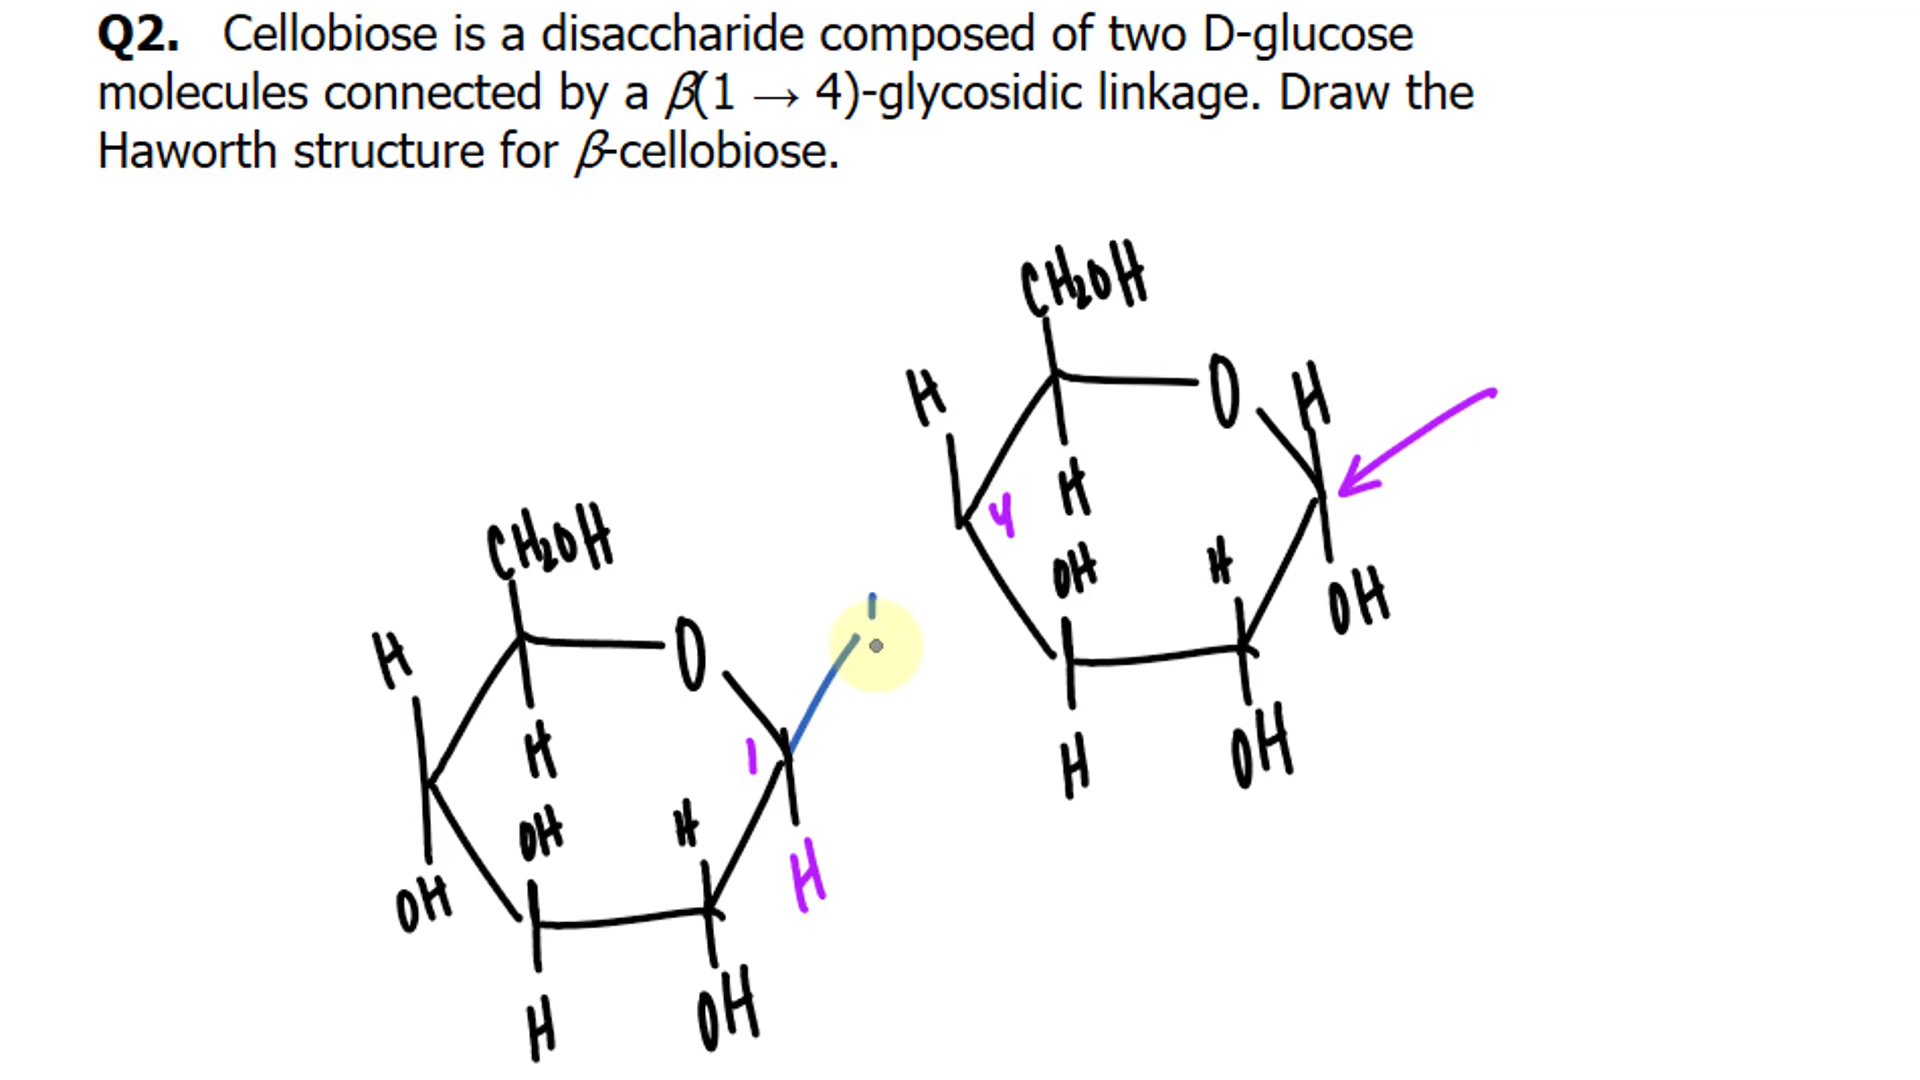 Q2. Cellobiose is a disaccharide composed of two D-glucose
molecules connected by a β(1 → 4)-glycosidic linkage. Draw the
Haworth structure for β-cellobiose.
CH₂OH
H
O
H
4
H
OH
H
OH
H
OH
CH₂OH
H
O
1
H
OH
H
H
OH
H
OH